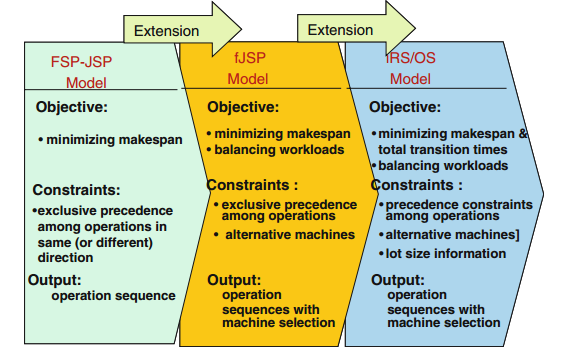 Extension
Extension
FSP-JSP
Model
Objective:
• minimizing makespan
Constraints:
•exclusive precedence
among operations in
same (or different)
direction
Output:
operation sequence
fJSP
Model
Objective:
• minimizing makespan
• balancing workloads
Constraints :
• exclusive precedence
among operations
• alternative machines
Output:
operation
sequences with
machine selection
iRS/OS
Model
Objective:
•minimizing makespan &
total transition times
•balancing workloads
Constraints :
•precedence constraints
among operations
•alternative machines]
•lot size information
Output:
operation
sequences with
machine selection